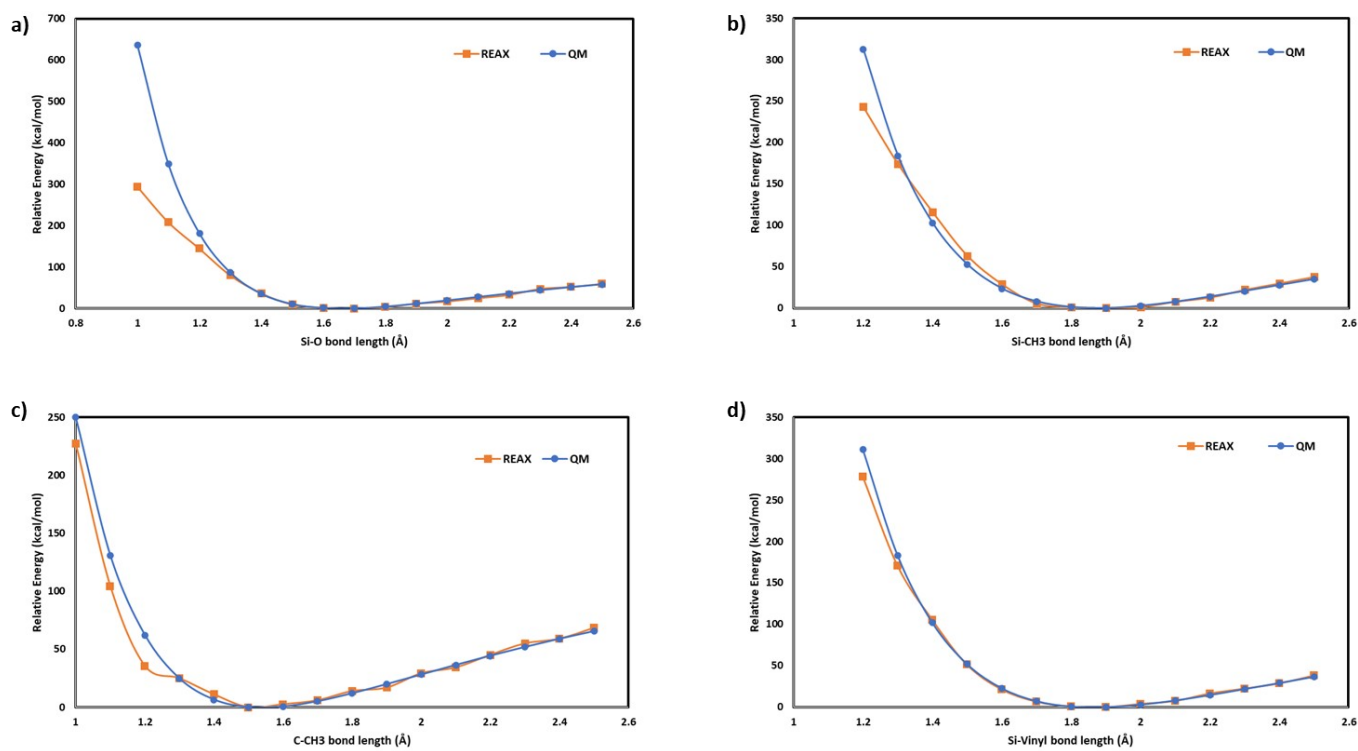 a)
REAX QM
Relative Energy (kcal/mol)
700
600
500
400
300
200
100
0
0.8 1 1.2 1.4 1.6 1.8 2 2.2 2.4 2.6
Si-O bond length (Å)
b)
REAX QM
Relative Energy (kcal/mol)
350
300
250
200
150
100
50
0
1 1.2 1.4 1.6 1.8 2 2.2 2.4 2.6
Si-CH3 bond length (Å)
c)
REAX QM
Relative Energy (kcal/mol)
250
200
150
100
50
0
1 1.2 1.4 1.6 1.8 2 2.2 2.4 2.6
C-CH3 bond length (Å)
d)
REAX QM
Relative Energy (kcal/mol)
350
300
250
200
150
100
50
0
1 1.2 1.4 1.6 1.8 2 2.2 2.4 2.6
Si-Vinyl bond length (Å)